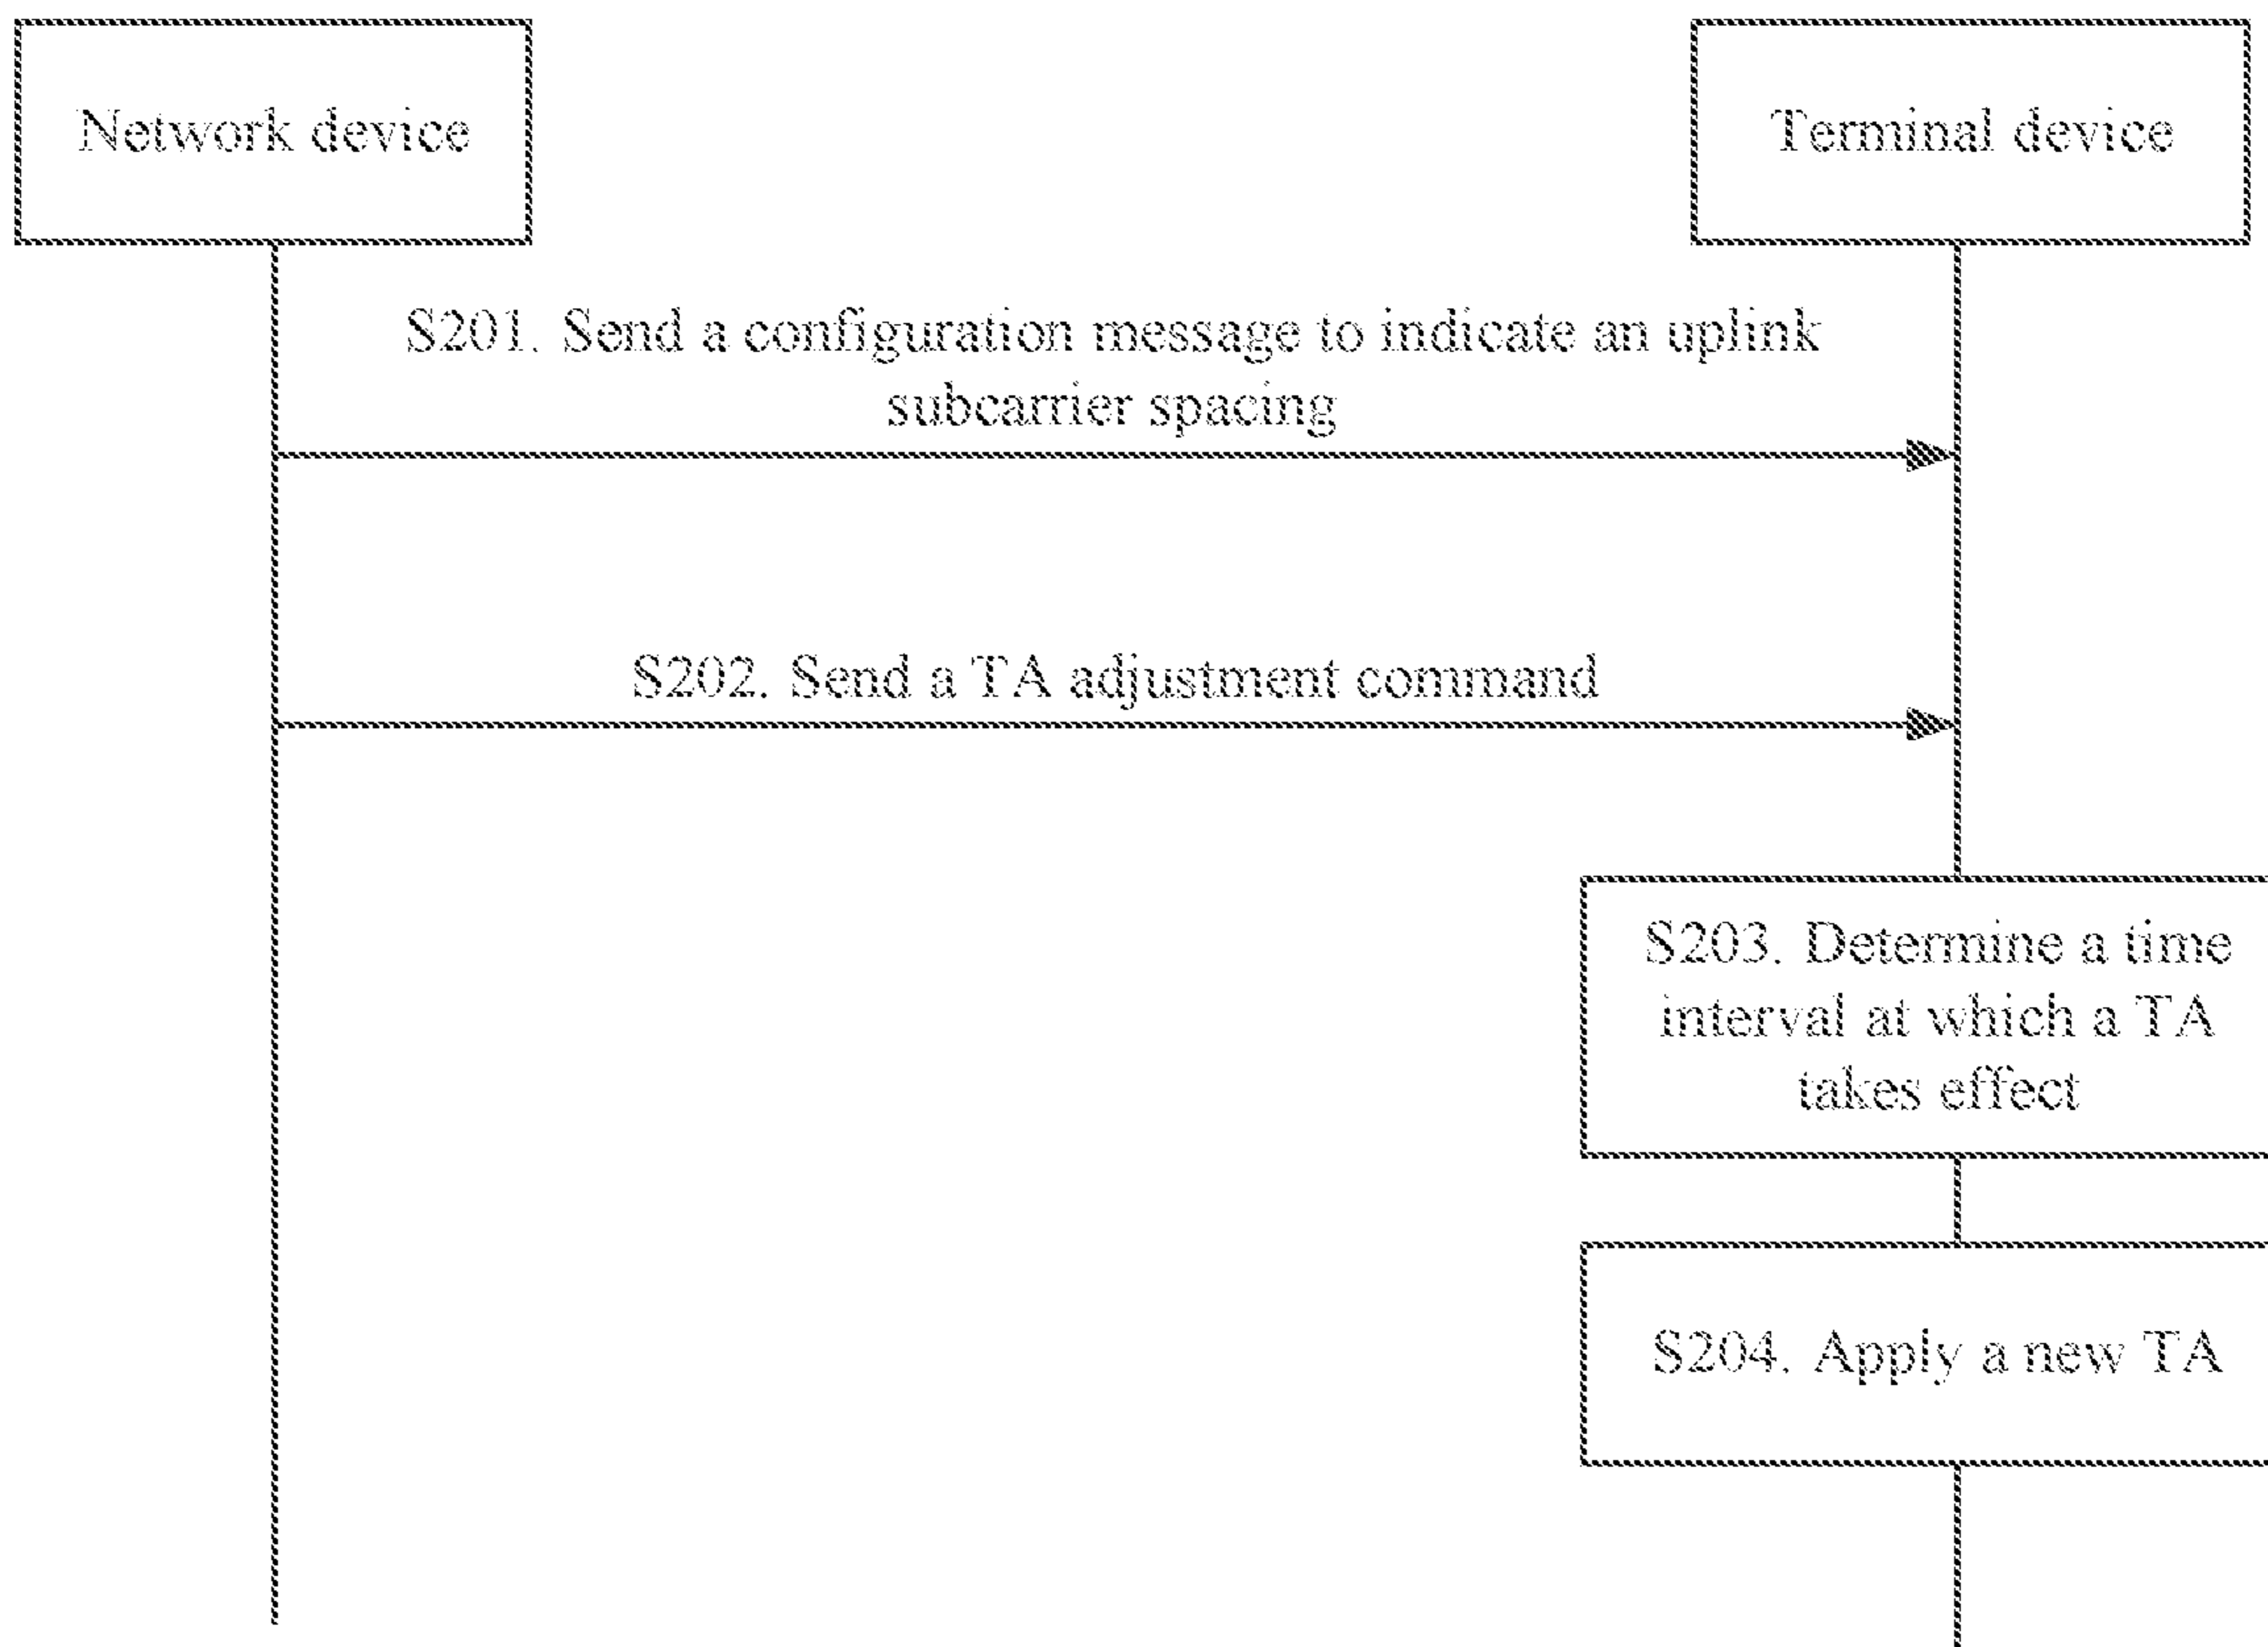 Network device
Terminal device
S201. Send a configuration message to indicate an uplink
subcarrier spacing
S202. Send a TA adjustment command
S203. Determine a time
interval at which a TA
takes effect
S204. Apply a new TA